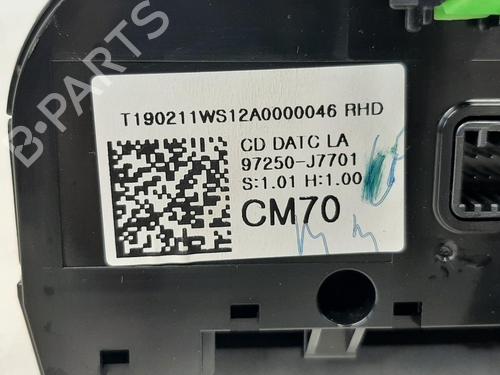 B-PARTS
T190211WS12A0000046 RHD
CD DATC LA
97250-J7701
S:1.01 H:1.00
CM70